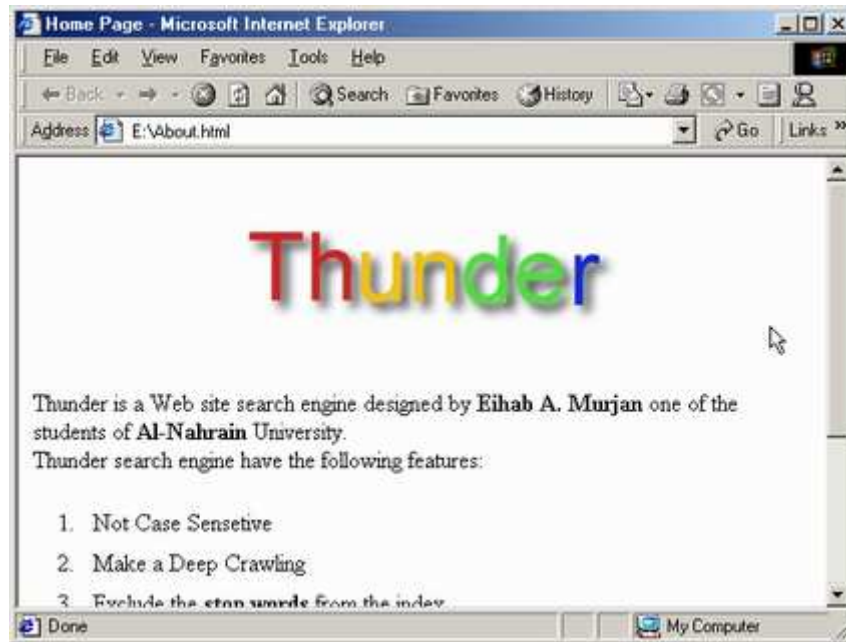 Home Page - Microsoft Internet Explorer
File Edit View Favorites Tools Help
Back Search Favorites History
Address E:\About.html Go Links »
Thunder
Thunder is a Web site search engine designed by Eihab A. Murjan one of the
students of Al-Nahrain University.
Thunder search engine have the following features:
1. Not Case Sensetive
2. Make a Deep Crawling
3. Exclude the stop words from the index
Done My Computer